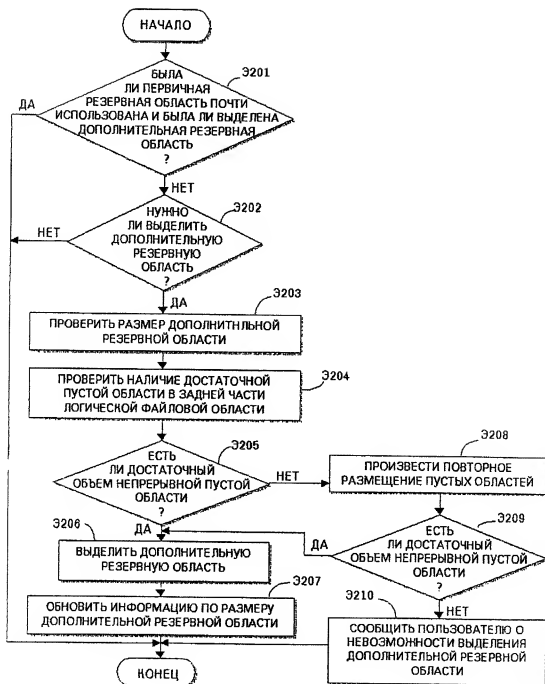 НАЧАЛО
Э201
БЫЛА
ЛИ ПЕРВИЧНАЯ
РЕЗЕРВНАЯ ОБЛАСТЬ ПОЧТИ
ИСПОЛЬЗОВАНА И БЫЛА ЛИ ВЫДЕЛЕНА
ДОПОЛНИТЕЛЬНАЯ РЕЗЕРВНАЯ
ОБЛАСТЬ
?
ДА
НЕТ
Э202
НУЖНО
ЛИ ВЫДЕЛИТЬ
ДОПОЛНИТЕЛЬНУЮ
РЕЗЕРВНУЮ
ОБЛАСТЬ
?
НЕТ
ДА
Э203
ПРОВЕРИТЬ РАЗМЕР ДОПОЛНИТНЛЬНОЙ
РЕЗЕРВНОЙ ОБЛАСТИ
Э204
ПРОВЕРИТЬ НАЛИЧИЕ ДОСТАТОЧНОЙ
ПУСТОЙ ОБЛАСТИ В ЗАДНЕЙ ЧАСТИ
ЛОГИЧЕСКОЙ ФАЙЛОВОЙ ОБЛАСТИ
Э205
ЕСТЬ
ЛИ ДОСТАТОЧНЫЙ
ОБЪЕМ НЕПРЕРЫВНОЙ ПУСТОЙ
ОБЛАСТИ
?
НЕТ
ДА
Э208
ПРОИЗВЕСТИ ПОВТОРНОЕ
РАЗМЕЩЕНИЕ ПУСТЫХ ОБЛАСТЕЙ
Э209
ЕСТЬ
ЛИ ДОСТАТОЧНЫЙ
ОБЪЕМ НЕПРЕРЫВНОЙ ПУСТОЙ
ОБЛАСТИ
?
ДА
НЕТ
Э206
ВЫДЕЛИТЬ ДОПОЛНИТЕЛЬНУЮ
РЕЗЕРВНУЮ ОБЛАСТЬ
Э207
ОБНОВИТЬ ИНФОРМАЦИЮ ПО РАЗМЕРУ
ДОПОЛНИТЕЛЬНОЙ РЕЗЕРВНОЙ ОБЛАСТИ
Э210
СООБЩИТЬ ПОЛЬЗОВАТЕЛЮ О
НЕВОЗМОЖНОСТИ ВЫДЕЛЕНИЯ
ДОПОЛНИТЕЛЬНОЙ РЕЗЕРВНОЙ
ОБЛАСТИ
КОНЕЦ